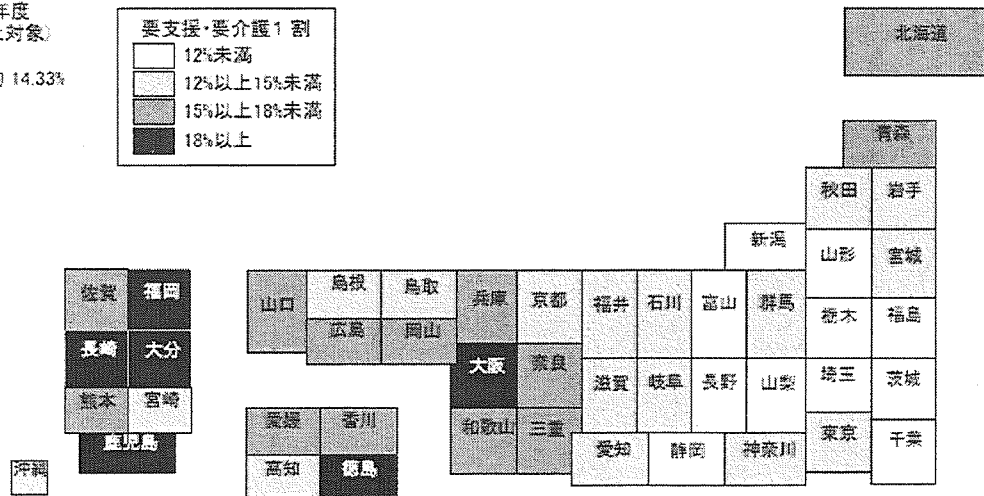 年度
対象）
14.33%
要支援・要介護1 割
12%未満
12%以上15%未満
15%以上18%未満
18%以上
北海道
青森
秋田 岩手
新潟 山形 宮城
佐賀 福岡
山口 島根 鳥取 兵庫 京都 福井 石川 富山 群馬 栃木 福島
広島 岡山
長崎 大分
大阪 奈良 滋賀 岐阜 長野 山梨 埼玉 茨城
熊本 宮崎
愛媛 香川 和歌山 三重 東京 千葉
鹿児島
愛知 静岡 神奈川
沖縄
高知 徳島